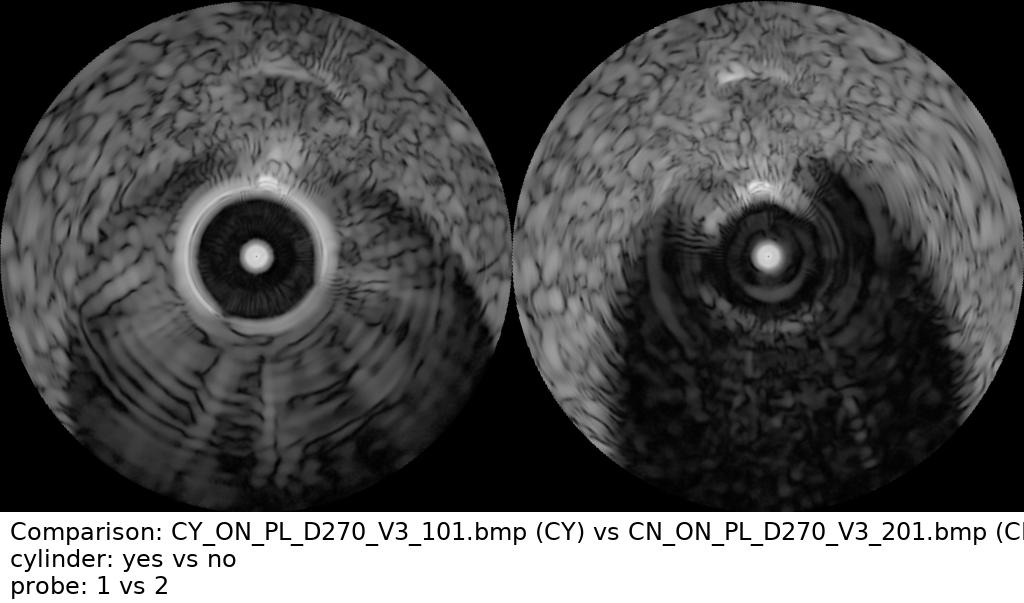 Comparison: CY_ON_PL_D270_V3_101.bmp (CY) vs CN_ON_PL_D270_V3_201.bmp
cylinder: yes vs no
probe: 1 vs 2